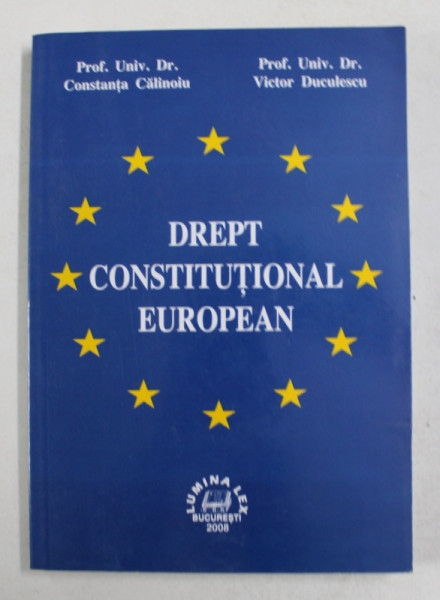 Prof. Univ. Dr.
Constanța Călinoiu
Prof. Univ. Dr.
Victor Duculescu
DREPT
CONSTITUȚIONAL
EUROPEAN
LUMINA LEX
BUCUREȘTI
2008